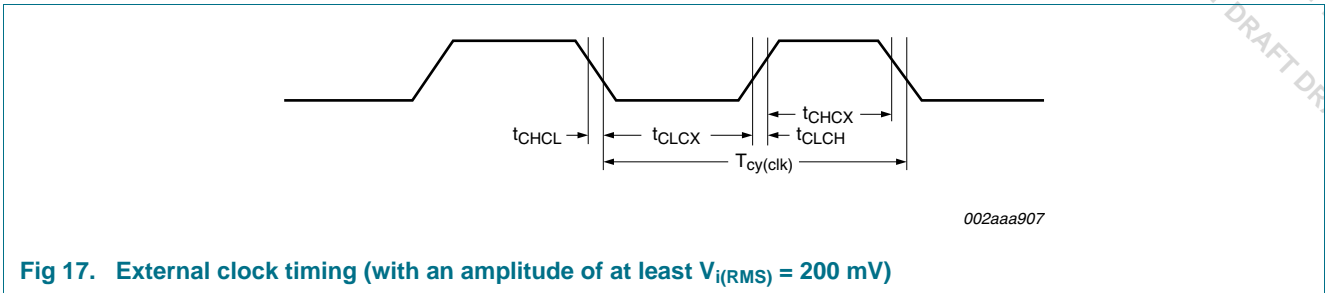 DRAFT DRA
tCHCX
tCHCL
tCLCX
tCLCH
Tcy(clk)
002aaa907
Fig 17. External clock timing (with an amplitude of at least Vi(RMS) = 200 mV)